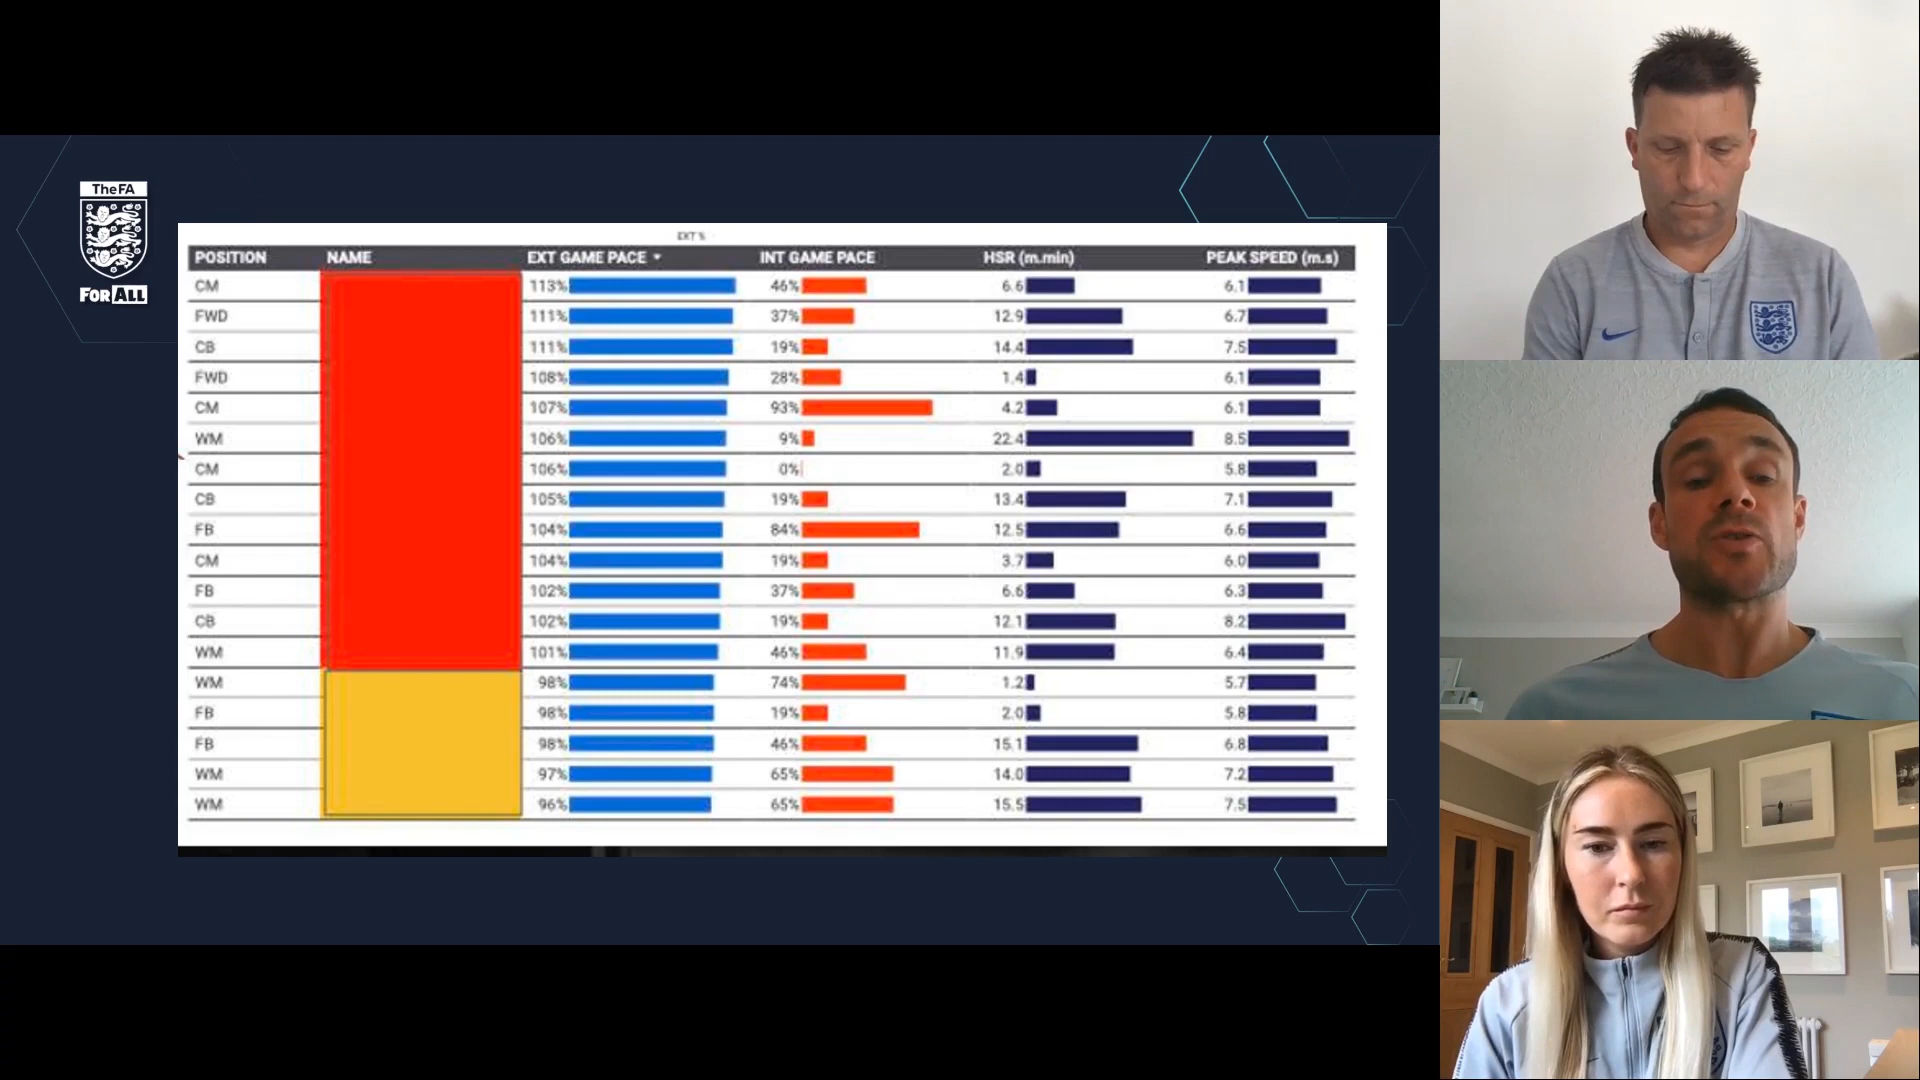 TheFA
FOR ALL
EXT %
POSITION NAME EXT GAME PACE INT GAME PACE HSR (m.min) PEAK SPEED (m.s)
CM 113% 46% 6.6 6.1
FWD 111% 37% 12.9 6.7
CB 111% 19% 14.4 7.5
FWD 108% 28% 1.4 6.1
CM 107% 93% 4.2 6.1
WM 106% 9% 22.4 8.5
CM 106% 0% 2.0 5.8
CB 105% 19% 13.4 7.1
FB 104% 84% 12.5 6.6
CM 104% 19% 3.7 6.0
FB 102% 37% 6.6 6.3
CB 102% 19% 12.1 8.2
WM 101% 46% 11.9 6.4
WM 98% 74% 1.2 5.7
FB 98% 19% 2.0 5.8
FB 98% 46% 15.1 6.8
WM 97% 65% 14.0 7.2
WM 96% 65% 15.5 7.5